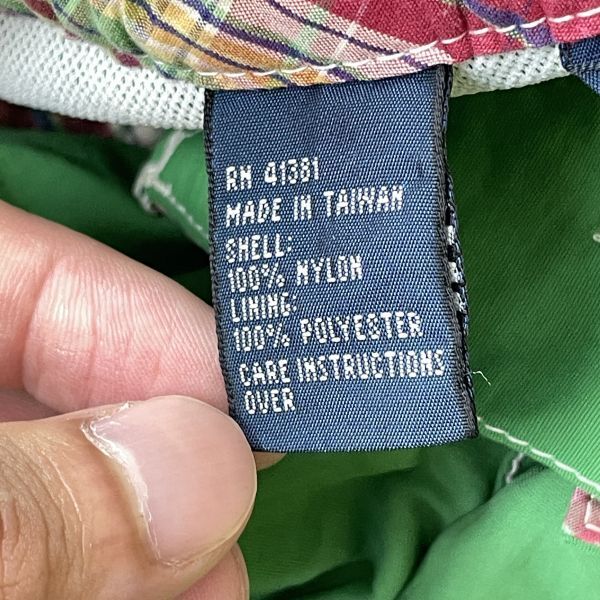 RN 41381
MADE IN TAIWAN
SHELL:
100% NYLON
LINING:
100% POLYESTER
CARE INSTRUCTIONS
OVER